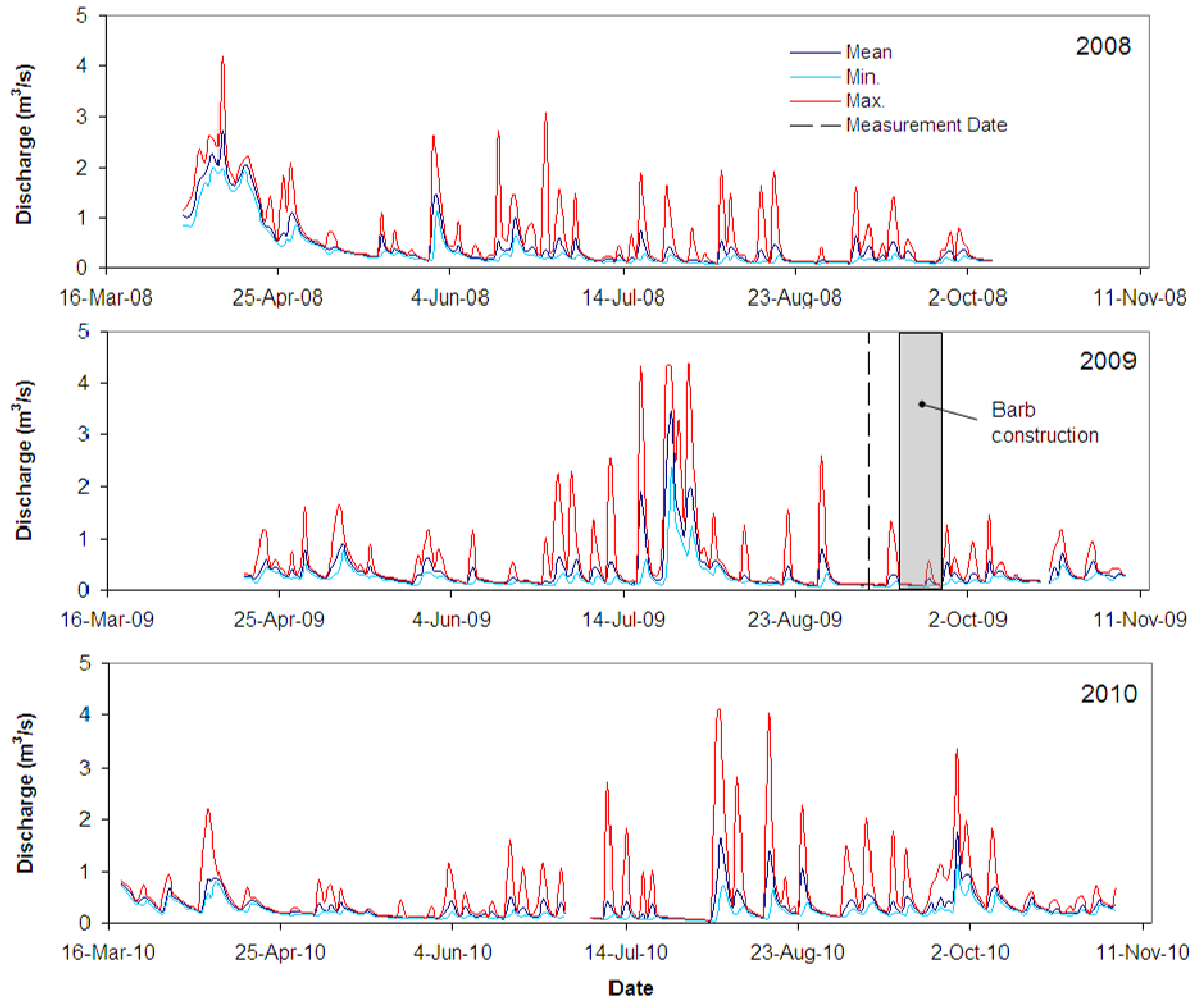 5
2008
Mean
Min.
Max.
Measurement Date
4
3
2
1
0
Discharge (m³/s)
16-Mar-08 25-Apr-08 4-Jun-08 14-Jul-08 23-Aug-08 2-Oct-08 11-Nov-08
5
2009
4
Barb
construction
3
2
1
0
Discharge (m³/s)
16-Mar-09 25-Apr-09 4-Jun-09 14-Jul-09 23-Aug-09 2-Oct-09 11-Nov-09
5
2010
4
3
2
1
0
Discharge (m³/s)
16-Mar-10 25-Apr-10 4-Jun-10 14-Jul-10 23-Aug-10 2-Oct-10 11-Nov-10
Date